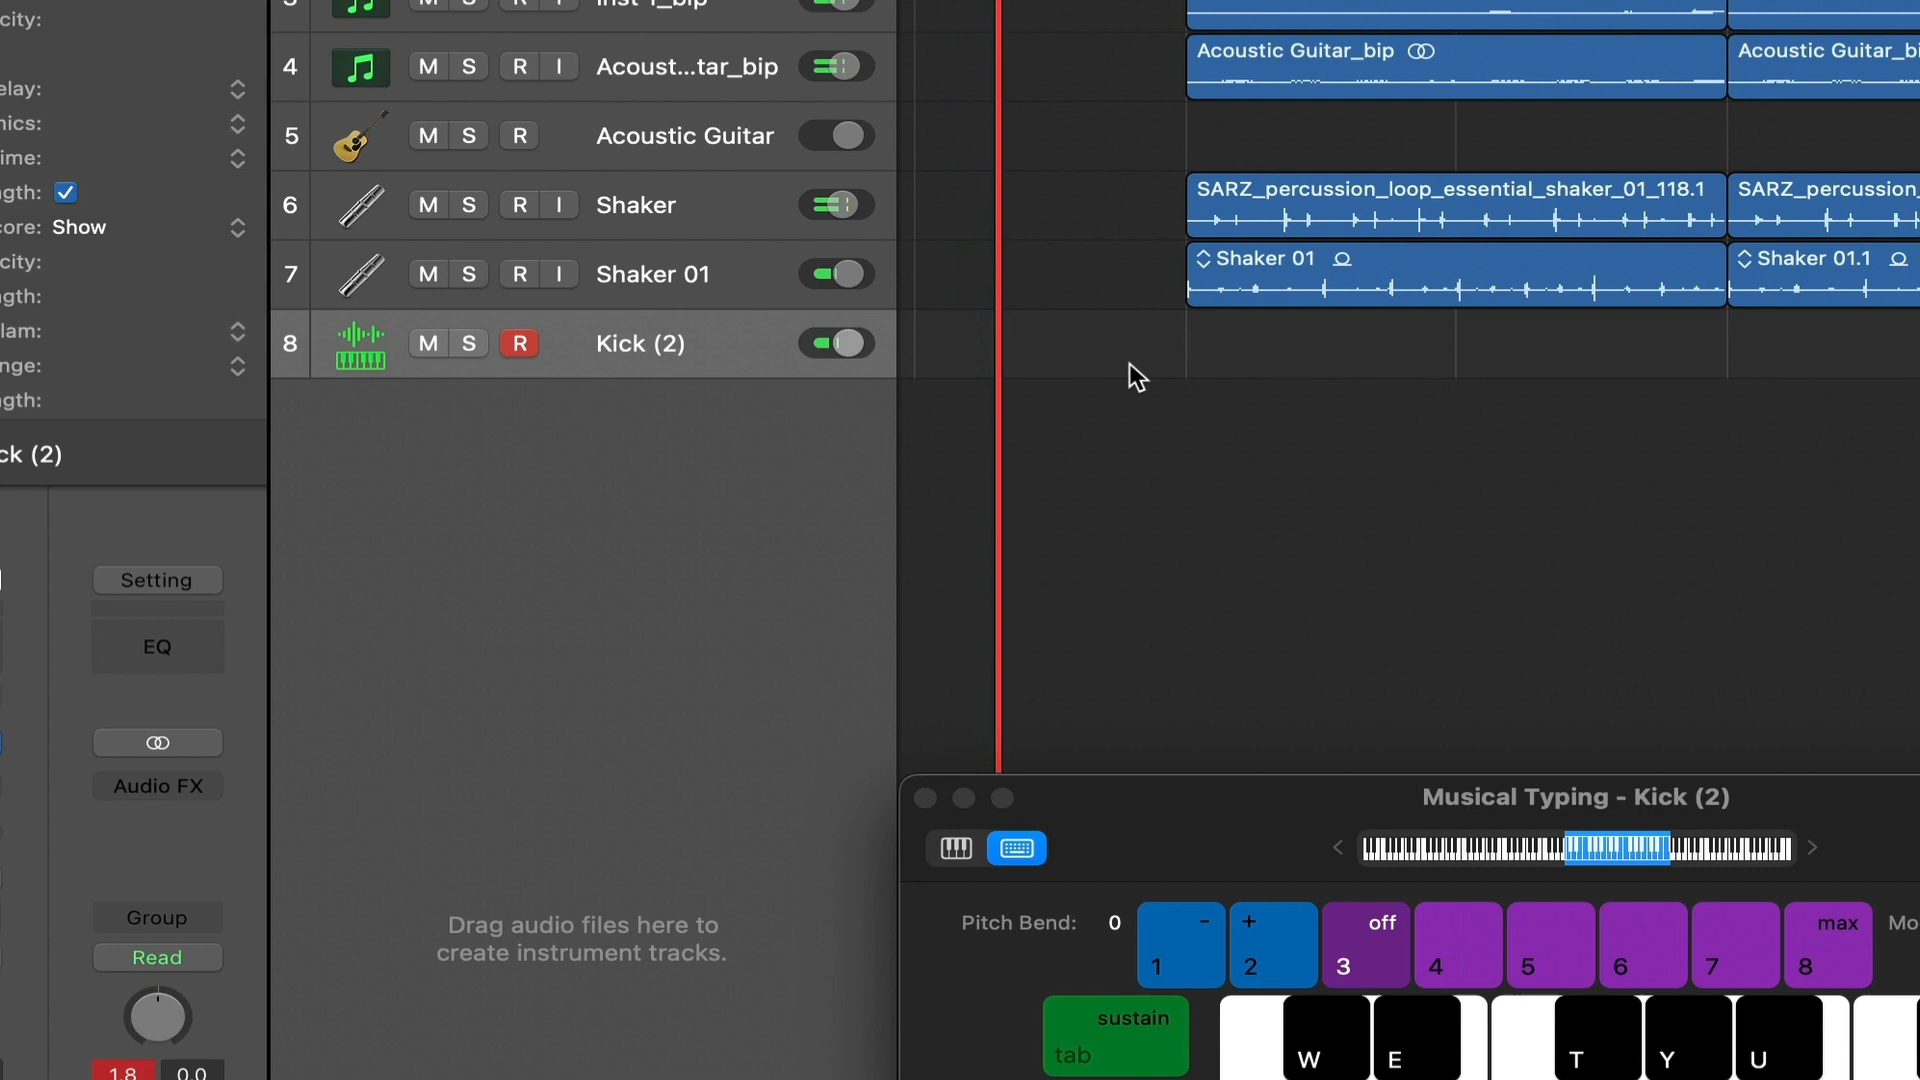 city:
elay:
nics:
ime:
gth:
core: Show
city:
gth:
lam:
nge:
gth:
ck (2)
Setting
EQ
Audio FX
Group
Read
1.8 0.0
3 M S R I Inst 1_bip
4 M S R I Acoust...tar_bip
5 M S R Acoustic Guitar
6 M S R I Shaker
7 M S R I Shaker 01
8 M S R Kick (2)
Drag audio files here to
create instrument tracks.
Acoustic Guitar_bip
Acoustic Guitar_bi
SARZ_percussion_loop_essential_shaker_01_118.1
SARZ_percussion_
Shaker 01
Shaker 01.1
Musical Typing - Kick (2)
Pitch Bend: 0 - + off max Mo
1 2 3 4 5 6 7 8
sustain
tab
W E T Y U